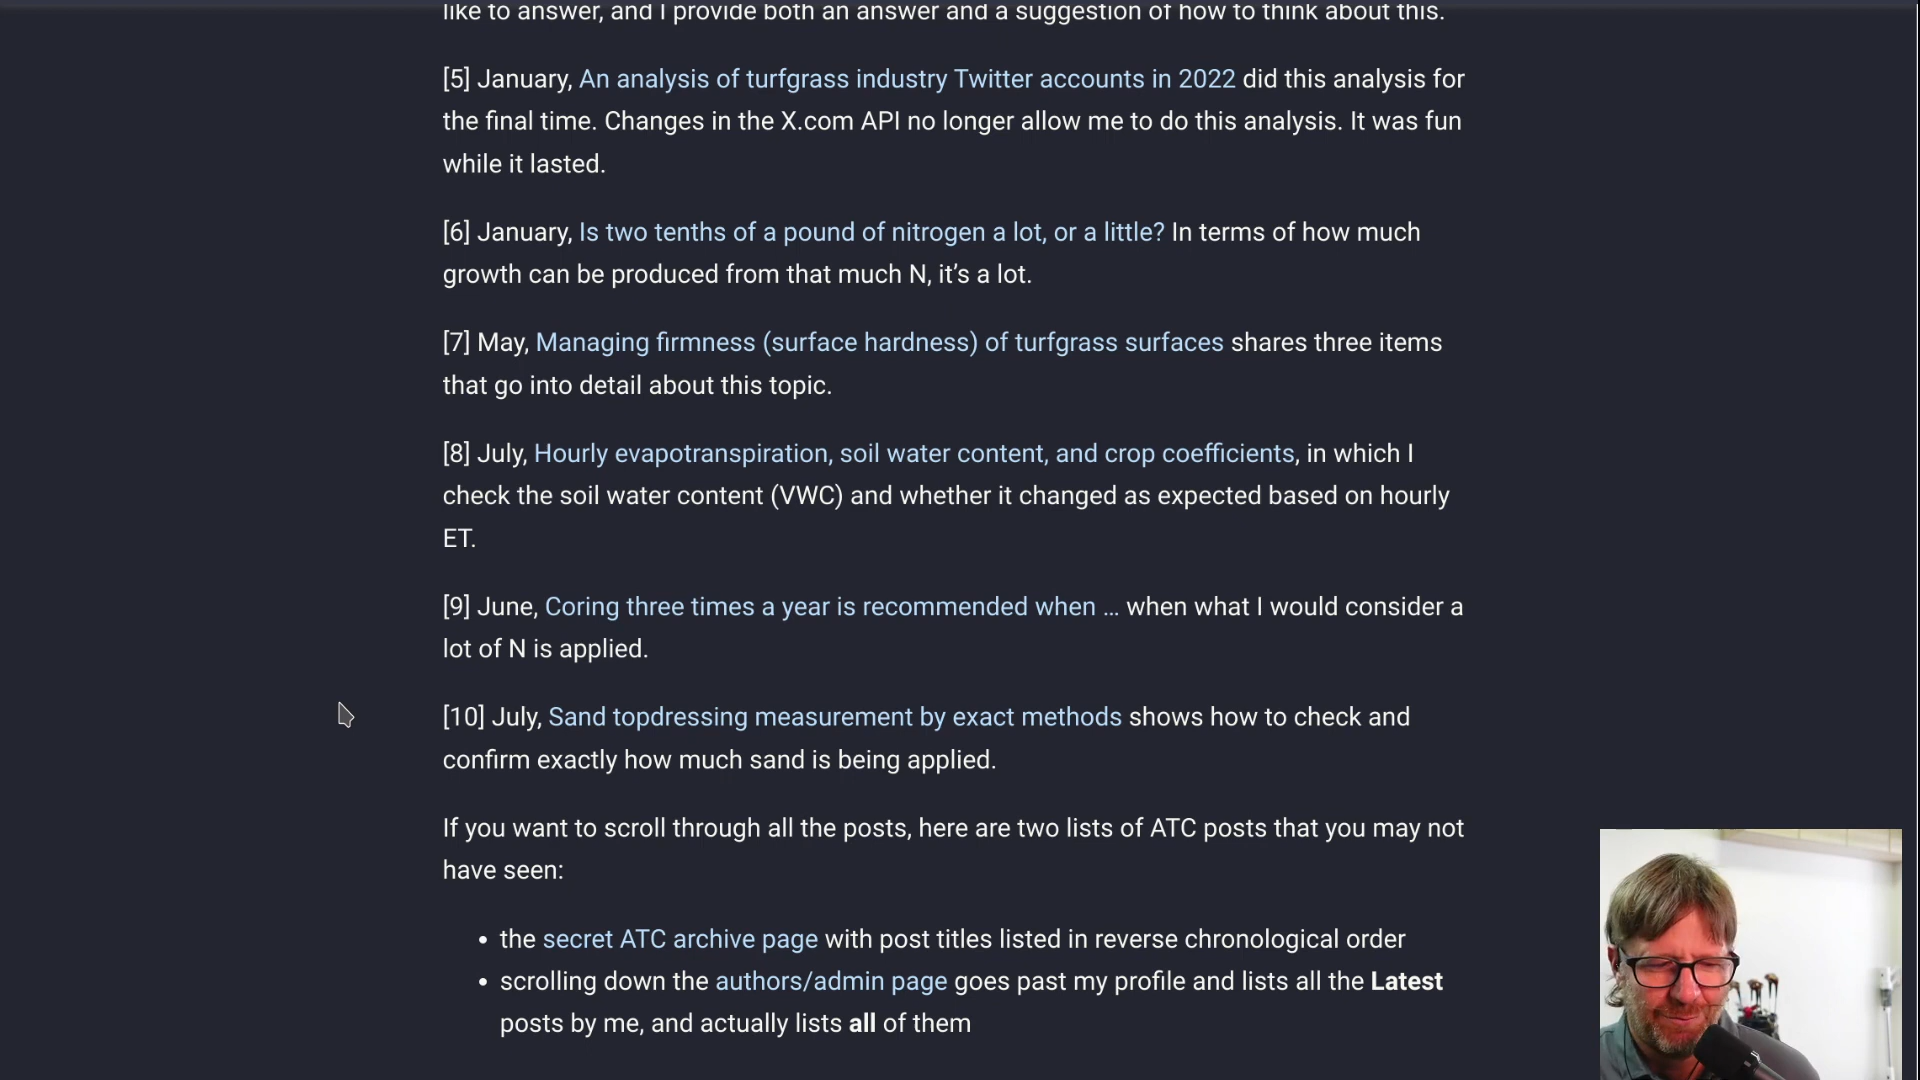 like to answer, and I provide both an answer and a suggestion of how to think about this.
[5] January, An analysis of turfgrass industry Twitter accounts in 2022 did this analysis for
the final time. Changes in the X.com API no longer allow me to do this analysis. It was fun
while it lasted.
[6] January, Is two tenths of a pound of nitrogen a lot, or a little? In terms of how much
growth can be produced from that much N, it’s a lot.
[7] May, Managing firmness (surface hardness) of turfgrass surfaces shares three items
that go into detail about this topic.
[8] July, Hourly evapotranspiration, soil water content, and crop coefficients, in which I
check the soil water content (VWC) and whether it changed as expected based on hourly
ET.
[9] June, Coring three times a year is recommended when … when what I would consider a
lot of N is applied.
[10] July, Sand topdressing measurement by exact methods shows how to check and
confirm exactly how much sand is being applied.
If you want to scroll through all the posts, here are two lists of ATC posts that you may not
have seen:
• the secret ATC archive page with post titles listed in reverse chronological order
• scrolling down the authors/admin page goes past my profile and lists all the Latest
posts by me, and actually lists all of them